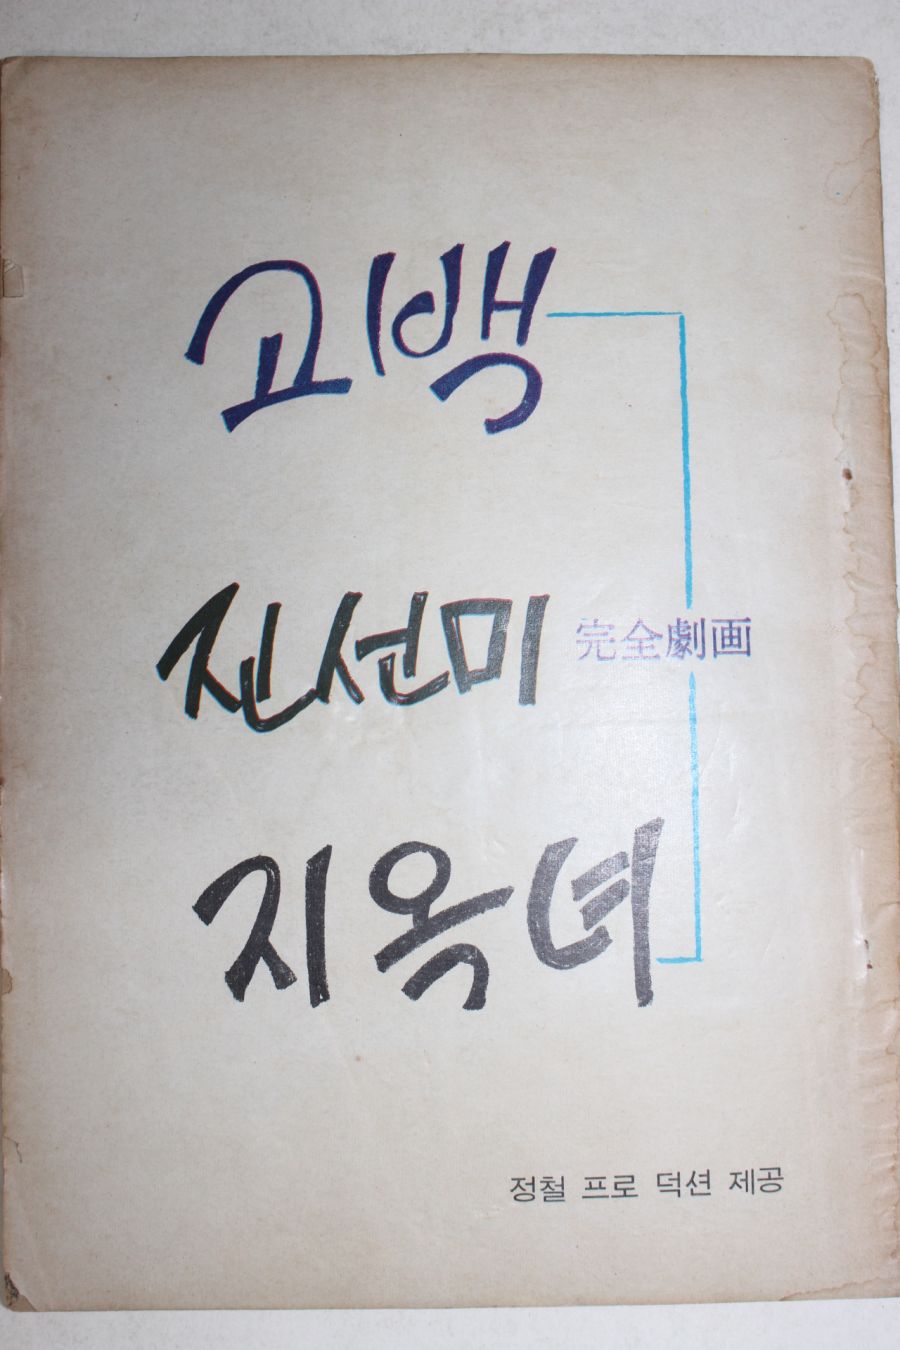 고백
진선미 完全劇画
지옥녀
정철 프로 덕션 제공